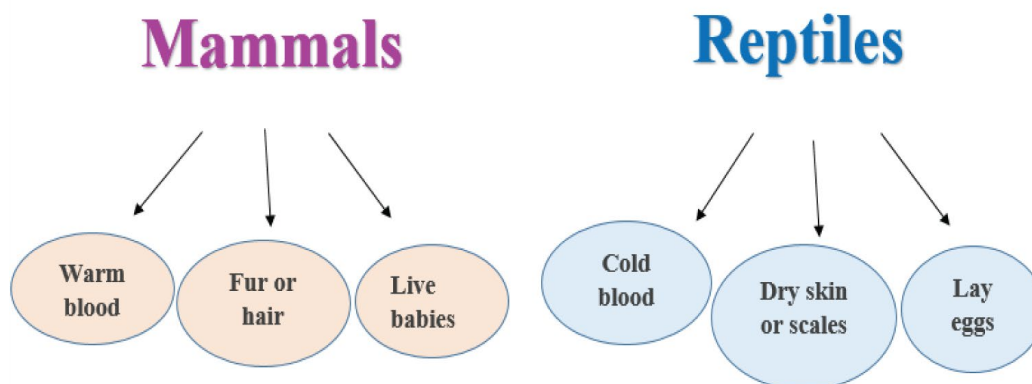 Mammals
Reptiles
Warm
blood
Fur or
hair
Live
babies
Cold
blood
Dry skin
or scales
Lay
eggs